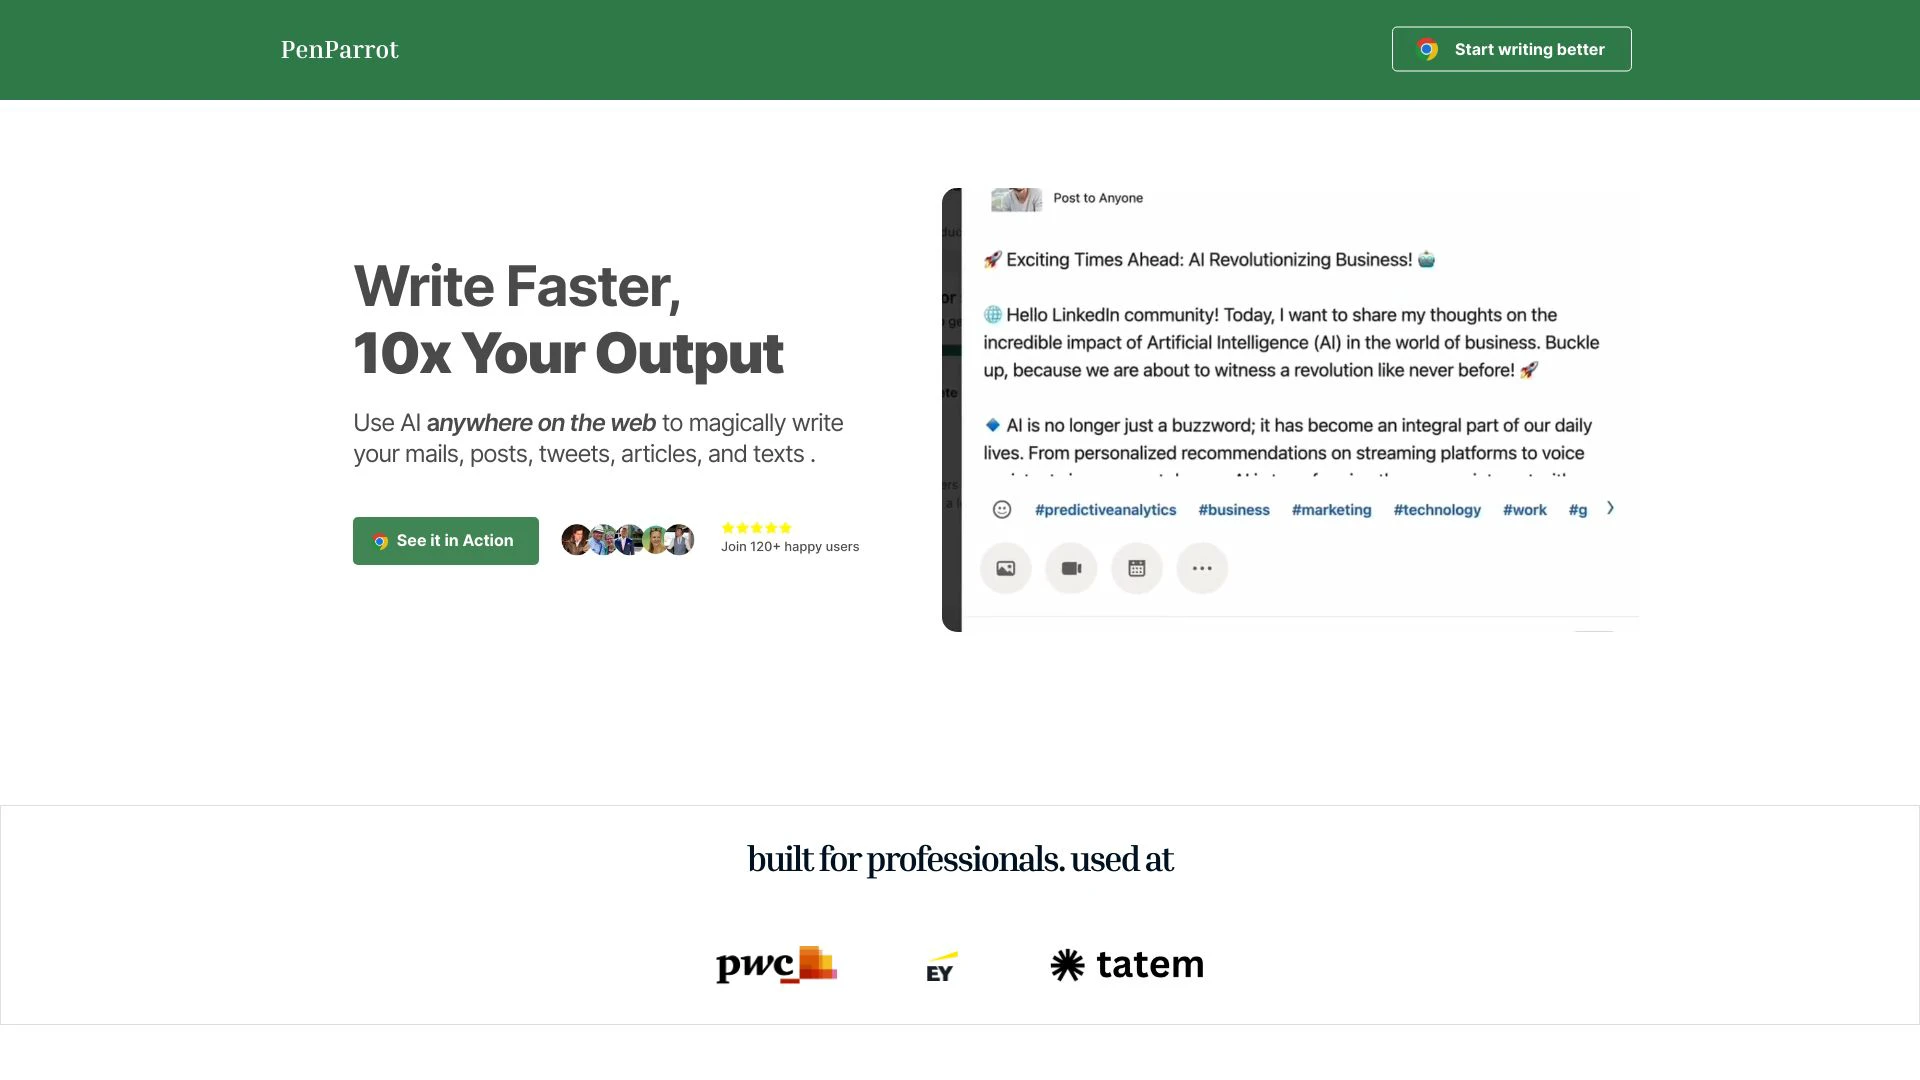 PenParrot
Start writing better
Write Faster,
10x Your Output
Use AI anywhere on the web to magically write
your mails, posts, tweets, articles, and texts .
See it in Action
Join 120+ happy users
Post to Anyone
🚀 Exciting Times Ahead: AI Revolutionizing Business! 🤖
🌐 Hello LinkedIn community! Today, I want to share my thoughts on the
incredible impact of Artificial Intelligence (AI) in the world of business. Buckle
up, because we are about to witness a revolution like never before! 🚀
🔹 AI is no longer just a buzzword; it has become an integral part of our daily
lives. From personalized recommendations on streaming platforms to voice
#predictiveanalytics #business #marketing #technology #work #g
built for professionals. used at
pwc
EY
tatem